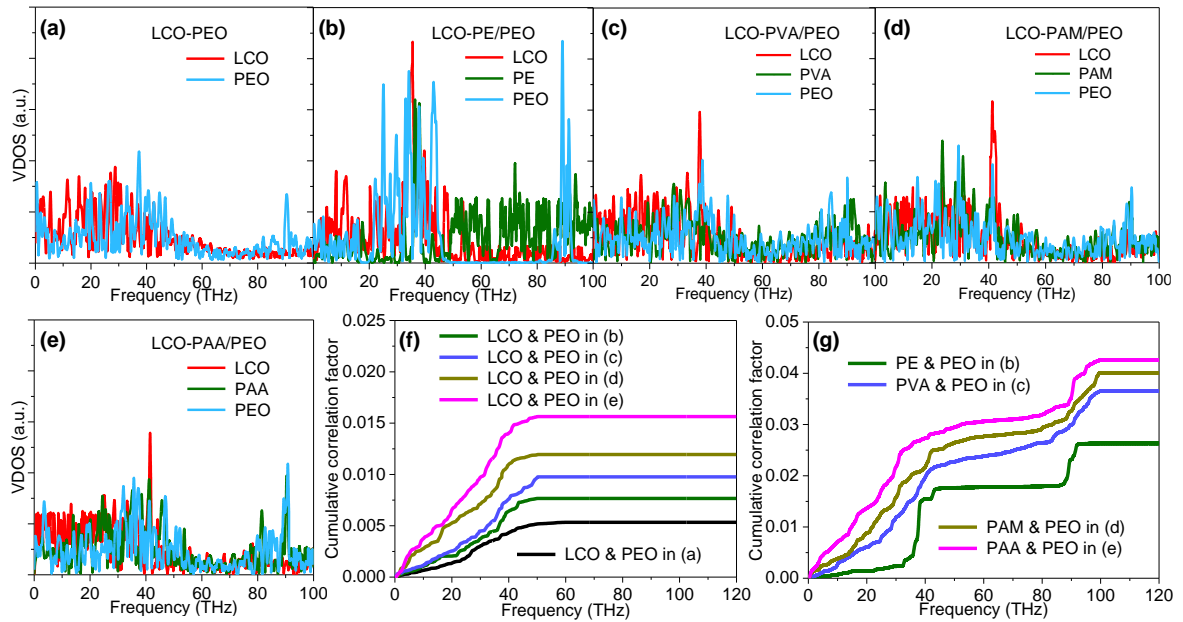 (a) LCO-PEO
LCO
PEO
VDOS (a.u.)
0 20 40 60 80 100
Frequency (THz)
(b) LCO-PE/PEO
LCO
PE
PEO
0 20 40 60 80 100
Frequency (THz)
(c) LCO-PVA/PEO
LCO
PVA
PEO
0 20 40 60 80 100
Frequency (THz)
(d) LCO-PAM/PEO
LCO
PAM
PEO
0 20 40 60 80 100
Frequency (THz)
(e) LCO-PAA/PEO
LCO
PAA
PEO
VDOS (a.u.)
0 20 40 60 80 100
Frequency (THz)
(f)
LCO & PEO in (b)
LCO & PEO in (c)
LCO & PEO in (d)
LCO & PEO in (e)
LCO & PEO in (a)
Cumulative correlation factor
0.025
0.020
0.015
0.010
0.005
0.000
0 20 40 60 80 100 120
Frequency (THz)
(g)
PE & PEO in (b)
PVA & PEO in (c)
PAM & PEO in (d)
PAA & PEO in (e)
Cumulative correlation factor
0.05
0.04
0.03
0.02
0.01
0.00
0 20 40 60 80 100 120
Frequency (THz)